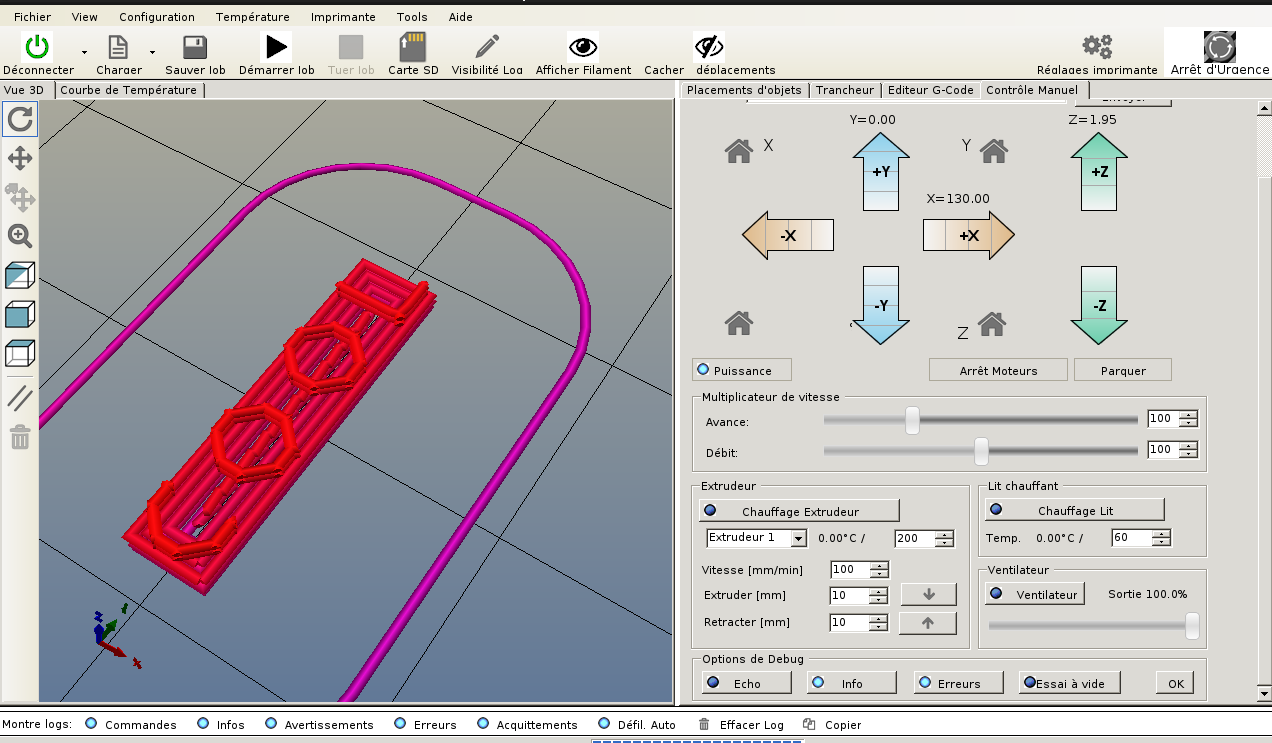 Fichier View Configuration Température Imprimante Tools Aide
Déconnecter Charger Sauver Job Démarrer Job Tuer Job Carte SD Visibilité Log Afficher Filament Cacher déplacements Réglages imprimante Arrêt d'Urgence
Vue 3D Courbe de Température Placements d'objets Trancheur Editeur G-Code Contrôle Manuel
Y=0.00 Z=1.95
X Y
+Y +Z
X=130.00
-X +X
-Y -Z
Z
Puissance Arrêt Moteurs Parquer
Multiplicateur de vitesse
Avance: 100
Débit: 100
Extrudeur Lit chauffant
Chauffage Extrudeur Chauffage Lit
Extrudeur 1 0.00°C / 200 Temp. 0.00°C / 60
Vitesse [mm/min] 100 Ventilateur
Extruder [mm] 10 Ventilateur Sortie 100.0%
Retracter [mm] 10
Options de Debug
Echo Info Erreurs Essai à vide OK
Montre logs: Commandes Infos Avertissements Erreurs Acquittements Défil. Auto Effacer Log Copier